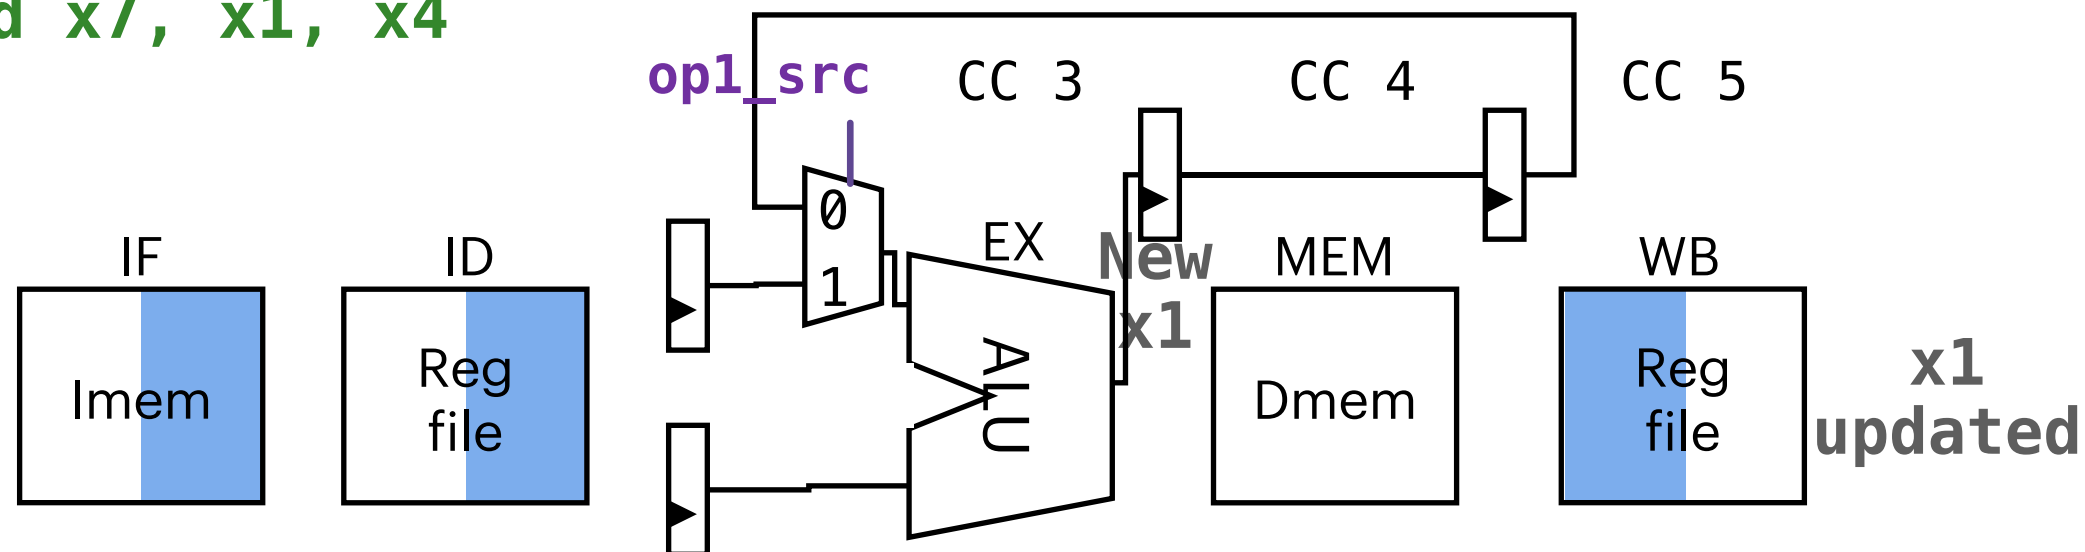 d x7, x1, x4
op1_src
CC 3
CC 4
CC 5
0
1
IF
ID
EX
MEM
WB
New
x1
Imem
Reg
file
ALU
Dmem
Reg
file
x1
updated